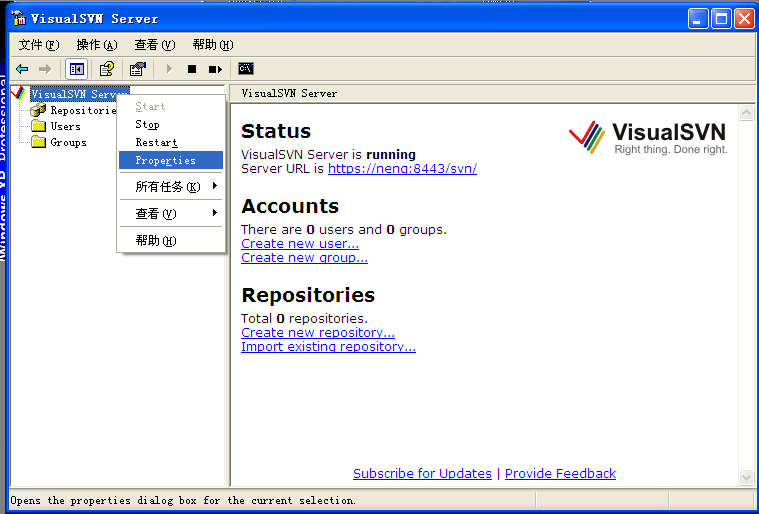 VisualSVN Server
文件(F) 操作(A) 查看(V) 帮助(H)
VisualSVN Server
Repositorie
Users
Groups
Start
Stop
Restart
Properties
所有任务(K)
查看(V)
帮助(H)
VisualSVN Server
Status
VisualSVN Server is running
Server URL is https://neng:8443/svn/
VisualSVN
Right thing. Done right.
Accounts
There are 0 users and 0 groups.
Create new user...
Create new group...
Repositories
Total 0 repositories.
Create new repository...
Import existing repository...
Subscribe for Updates | Provide Feedback
Opens the properties dialog box for the current selection.
Windows XP Professional